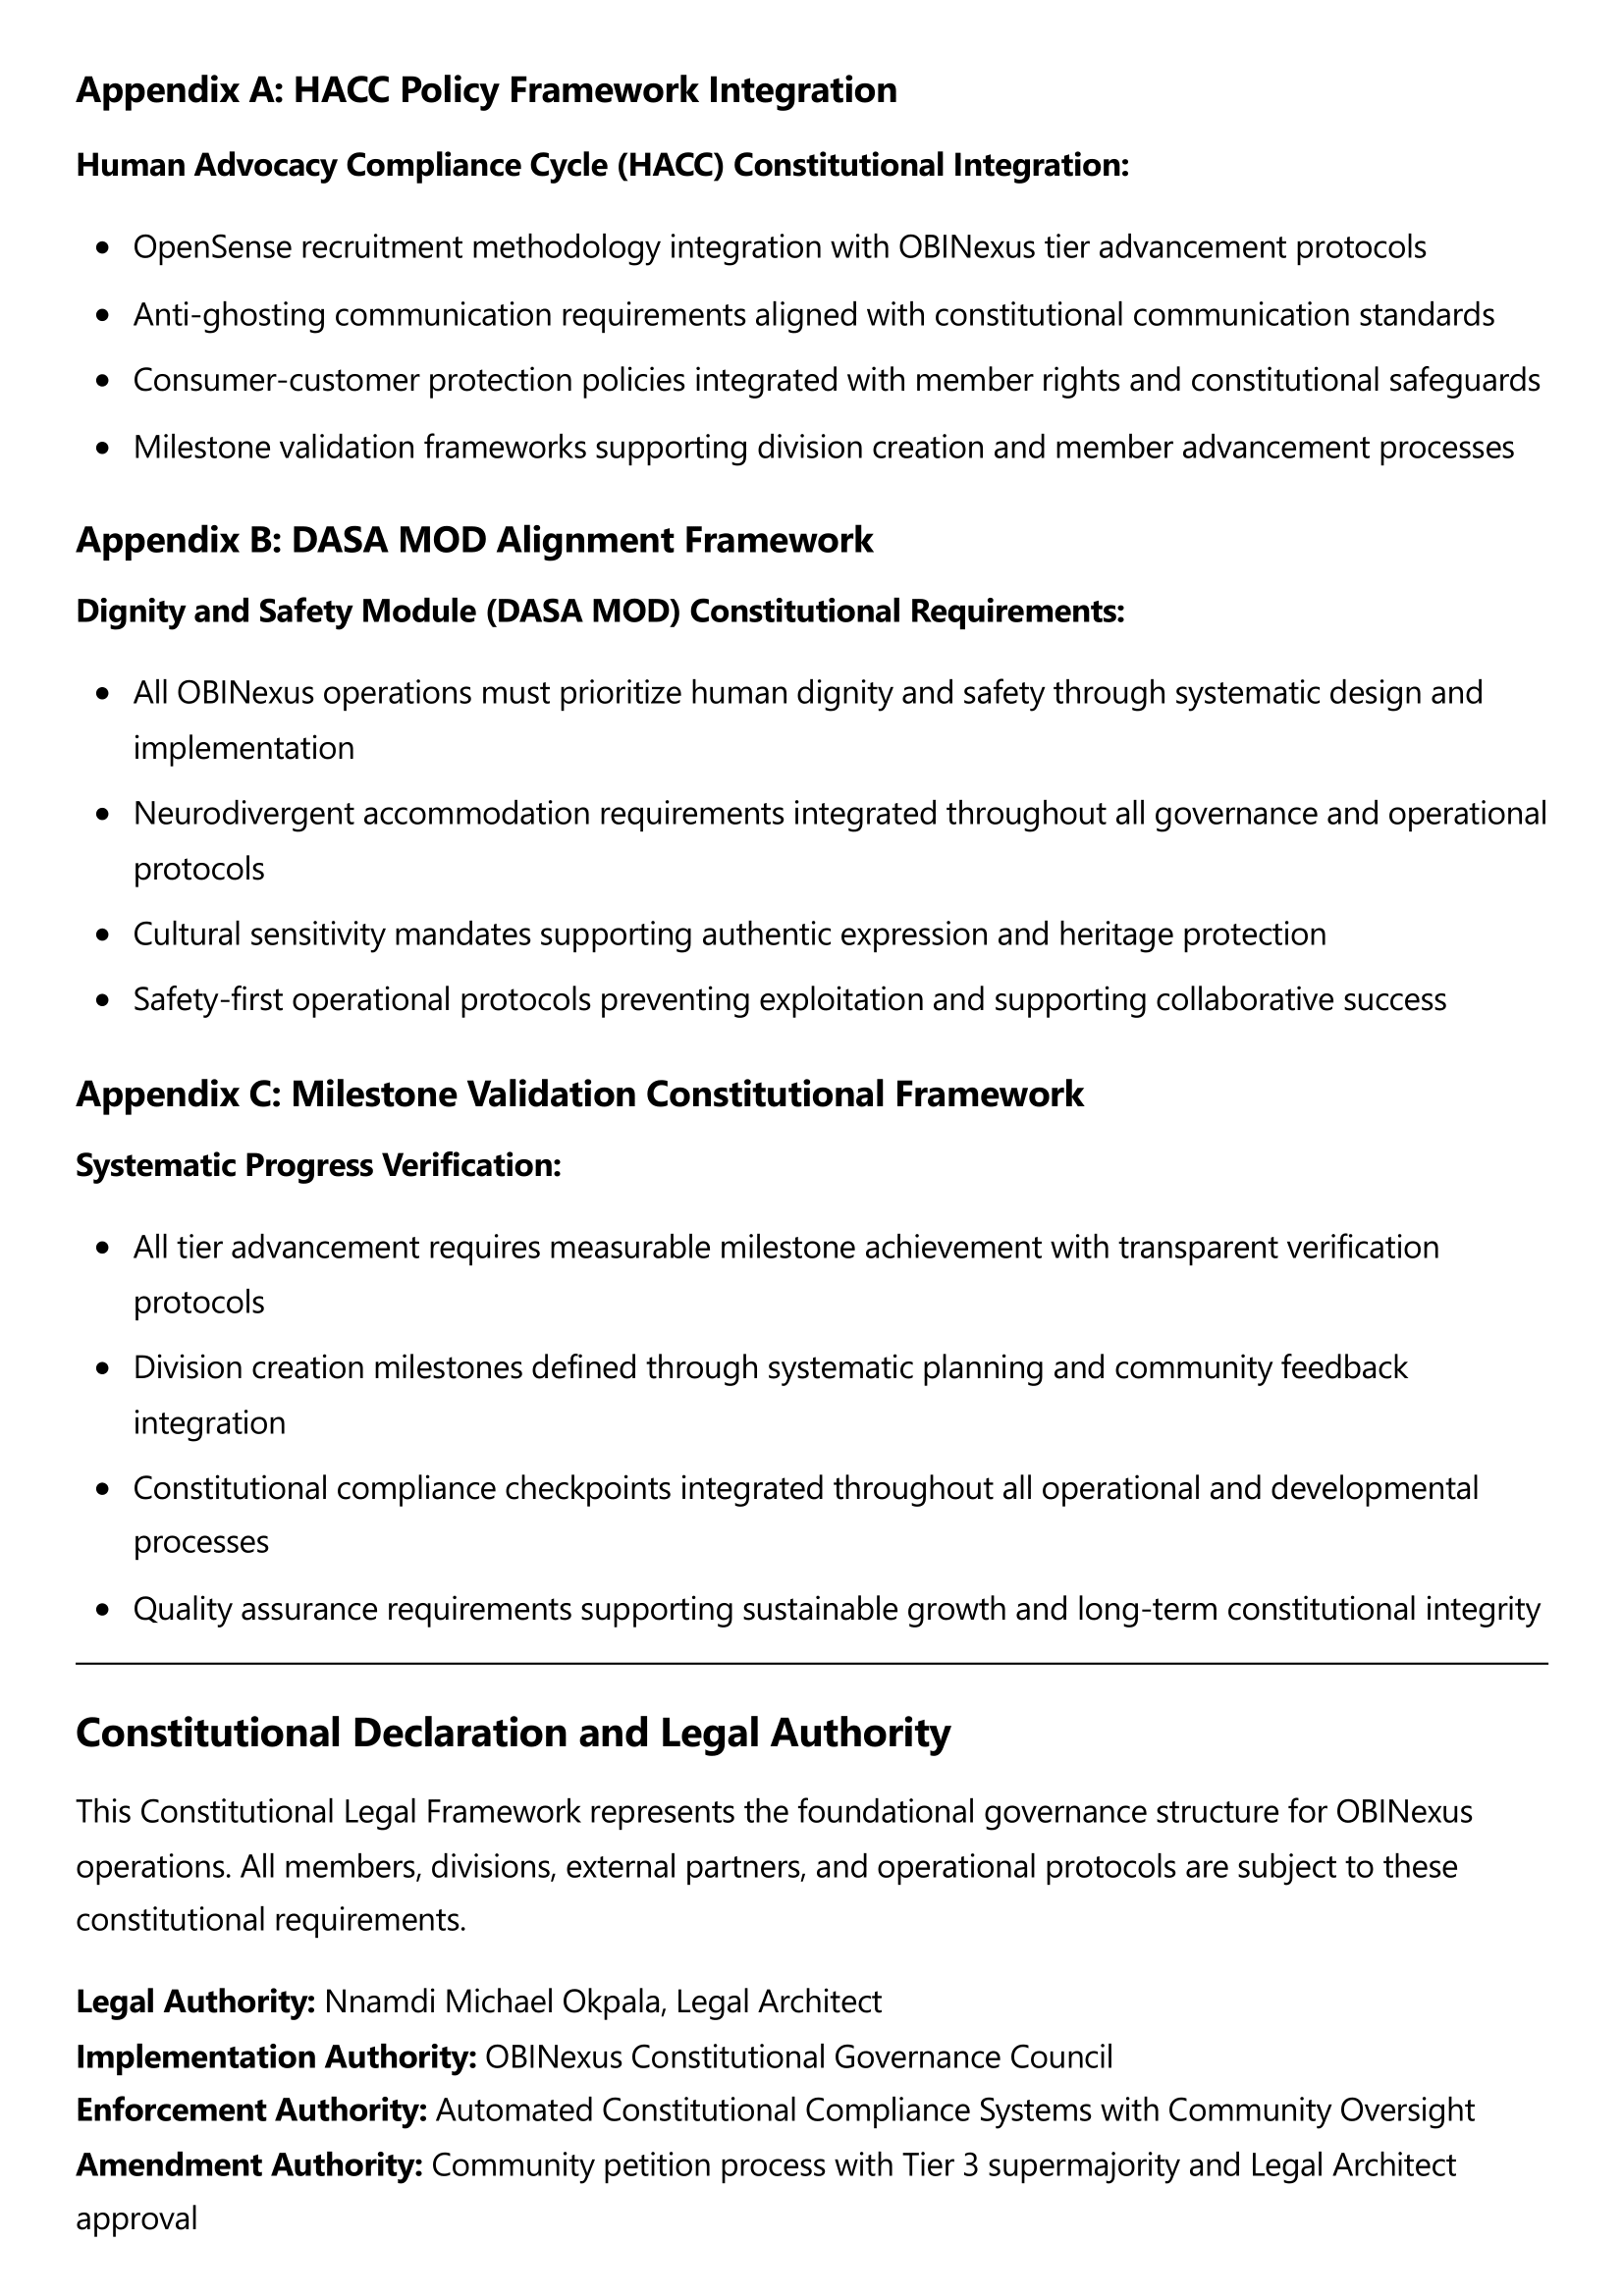 Appendix A: HACC Policy Framework Integration
Human Advocacy Compliance Cycle (HACC) Constitutional Integration:
• OpenSense recruitment methodology integration with OBINexus tier advancement protocols
• Anti-ghosting communication requirements aligned with constitutional communication standards
• Consumer-customer protection policies integrated with member rights and constitutional safeguards
• Milestone validation frameworks supporting division creation and member advancement processes
Appendix B: DASA MOD Alignment Framework
Dignity and Safety Module (DASA MOD) Constitutional Requirements:
• All OBINexus operations must prioritize human dignity and safety through systematic design and
implementation
• Neurodivergent accommodation requirements integrated throughout all governance and operational
protocols
• Cultural sensitivity mandates supporting authentic expression and heritage protection
• Safety-first operational protocols preventing exploitation and supporting collaborative success
Appendix C: Milestone Validation Constitutional Framework
Systematic Progress Verification:
• All tier advancement requires measurable milestone achievement with transparent verification
protocols
• Division creation milestones defined through systematic planning and community feedback
integration
• Constitutional compliance checkpoints integrated throughout all operational and developmental
processes
• Quality assurance requirements supporting sustainable growth and long-term constitutional integrity
Constitutional Declaration and Legal Authority
This Constitutional Legal Framework represents the foundational governance structure for OBINexus
operations. All members, divisions, external partners, and operational protocols are subject to these
constitutional requirements.
Legal Authority: Nnamdi Michael Okpala, Legal Architect
Implementation Authority: OBINexus Constitutional Governance Council
Enforcement Authority: Automated Constitutional Compliance Systems with Community Oversight
Amendment Authority: Community petition process with Tier 3 supermajority and Legal Architect
approval